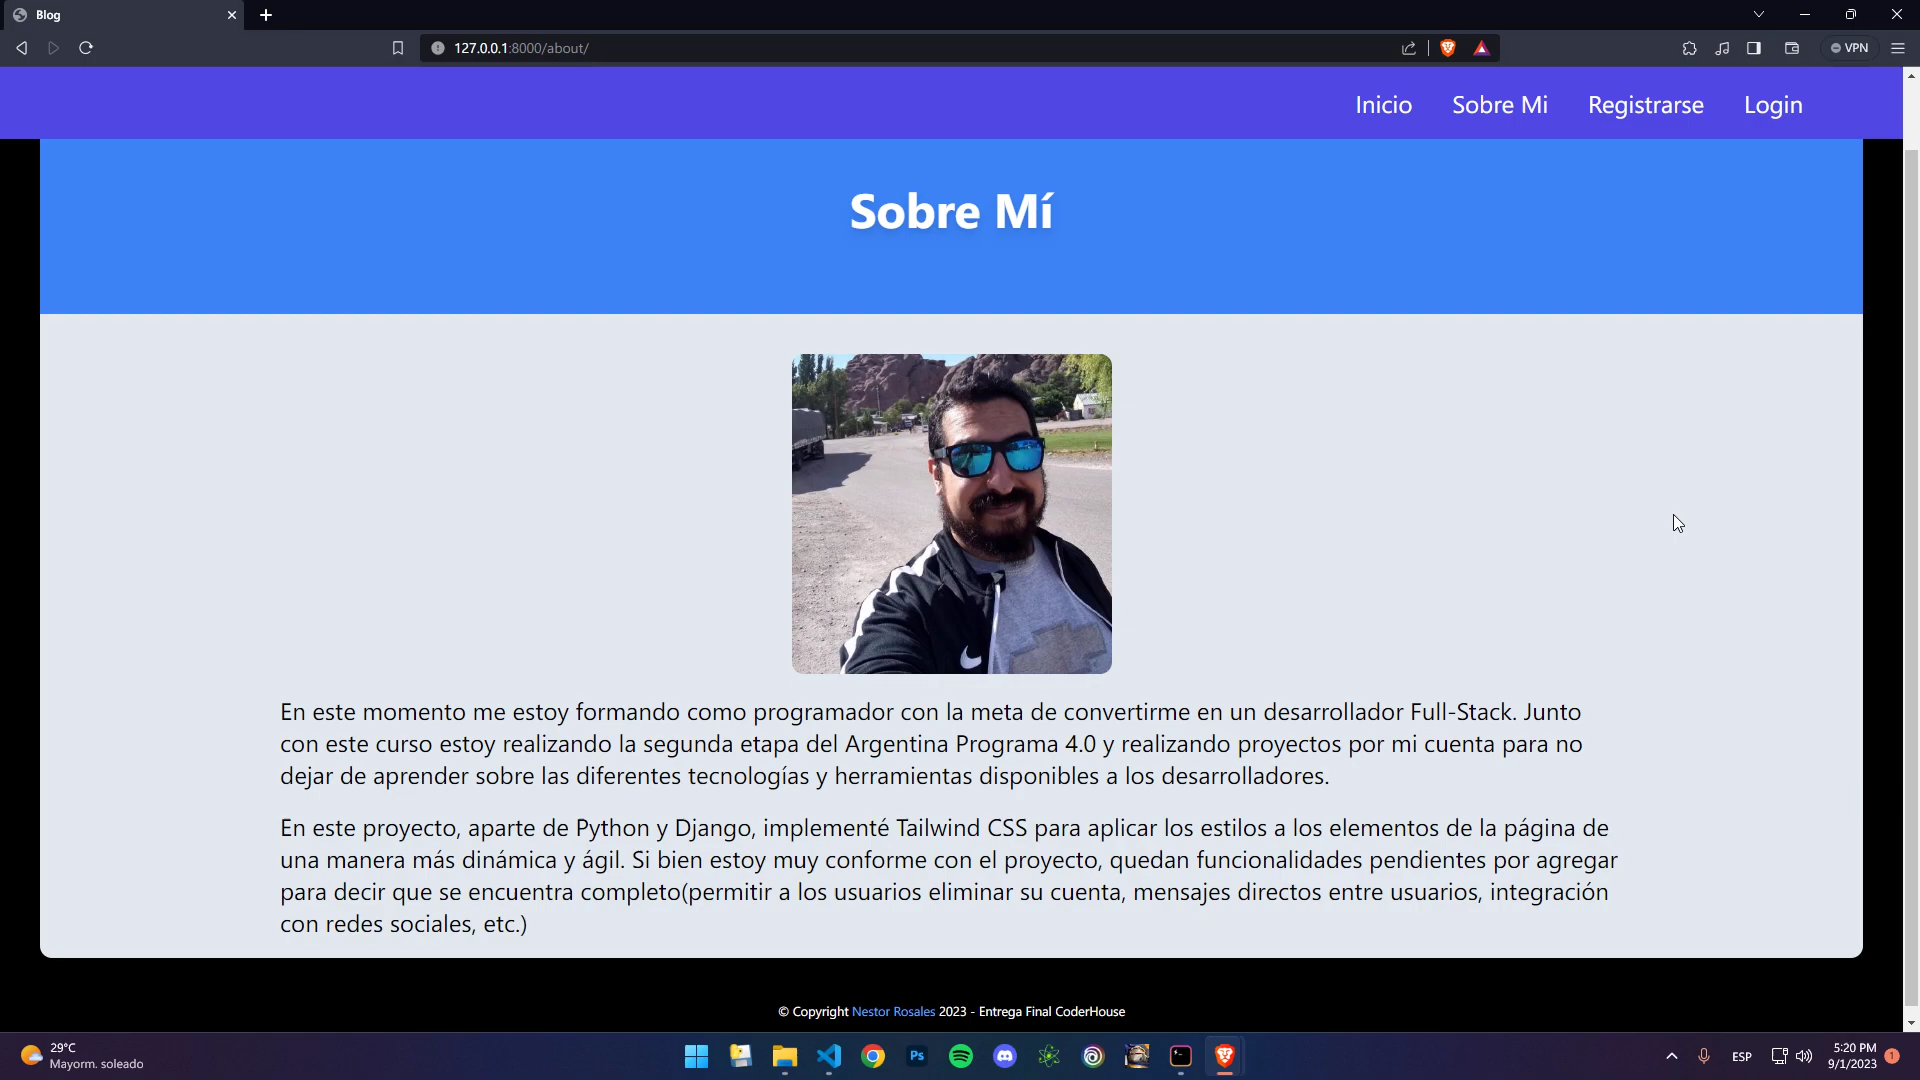 Blog
127.0.0.1:8000/about/
VPN
Inicio Sobre Mi Registrarse Login
Sobre Mí
En este momento me estoy formando como programador con la meta de convertirme en un desarrollador Full-Stack. Junto
con este curso estoy realizando la segunda etapa del Argentina Programa 4.0 y realizando proyectos por mi cuenta para no
dejar de aprender sobre las diferentes tecnologías y herramientas disponibles a los desarrolladores.
En este proyecto, aparte de Python y Django, implementé Tailwind CSS para aplicar los estilos a los elementos de la página de
una manera más dinámica y ágil. Si bien estoy muy conforme con el proyecto, quedan funcionalidades pendientes por agregar
para decir que se encuentra completo(permitir a los usuarios eliminar su cuenta, mensajes directos entre usuarios, integración
con redes sociales, etc.)
© Copyright Nestor Rosales 2023 - Entrega Final CoderHouse
29°C
Mayorm. soleado
Ps
ESP
5:20 PM
9/1/2023
1